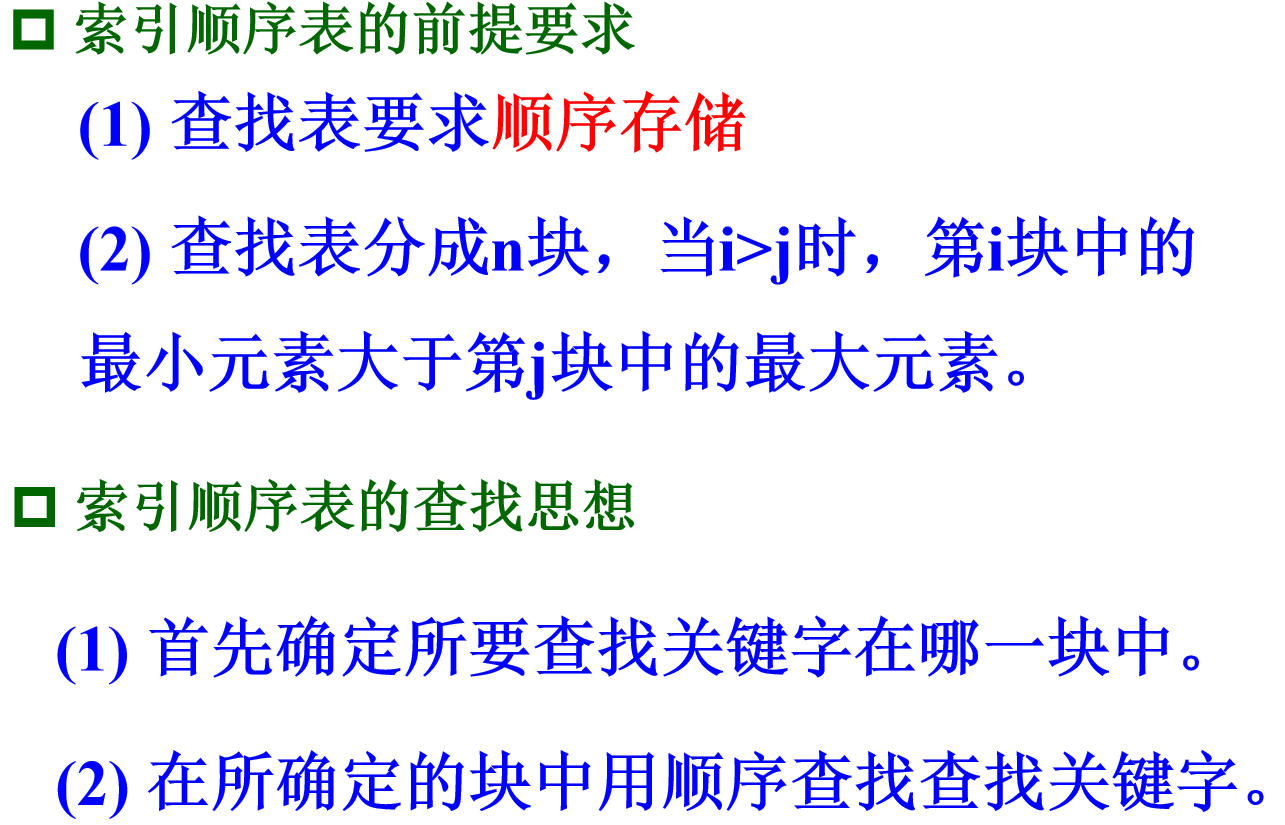 索引顺序表的前提要求
(1) 查找表要求顺序存储
(2) 查找表分成n块，当i>j时，第i块中的
最小元素大于第j块中的最大元素。
索引顺序表的查找思想
(1) 首先确定所要查找关键字在哪一块中。
(2) 在所确定的块中用顺序查找查找关键字。